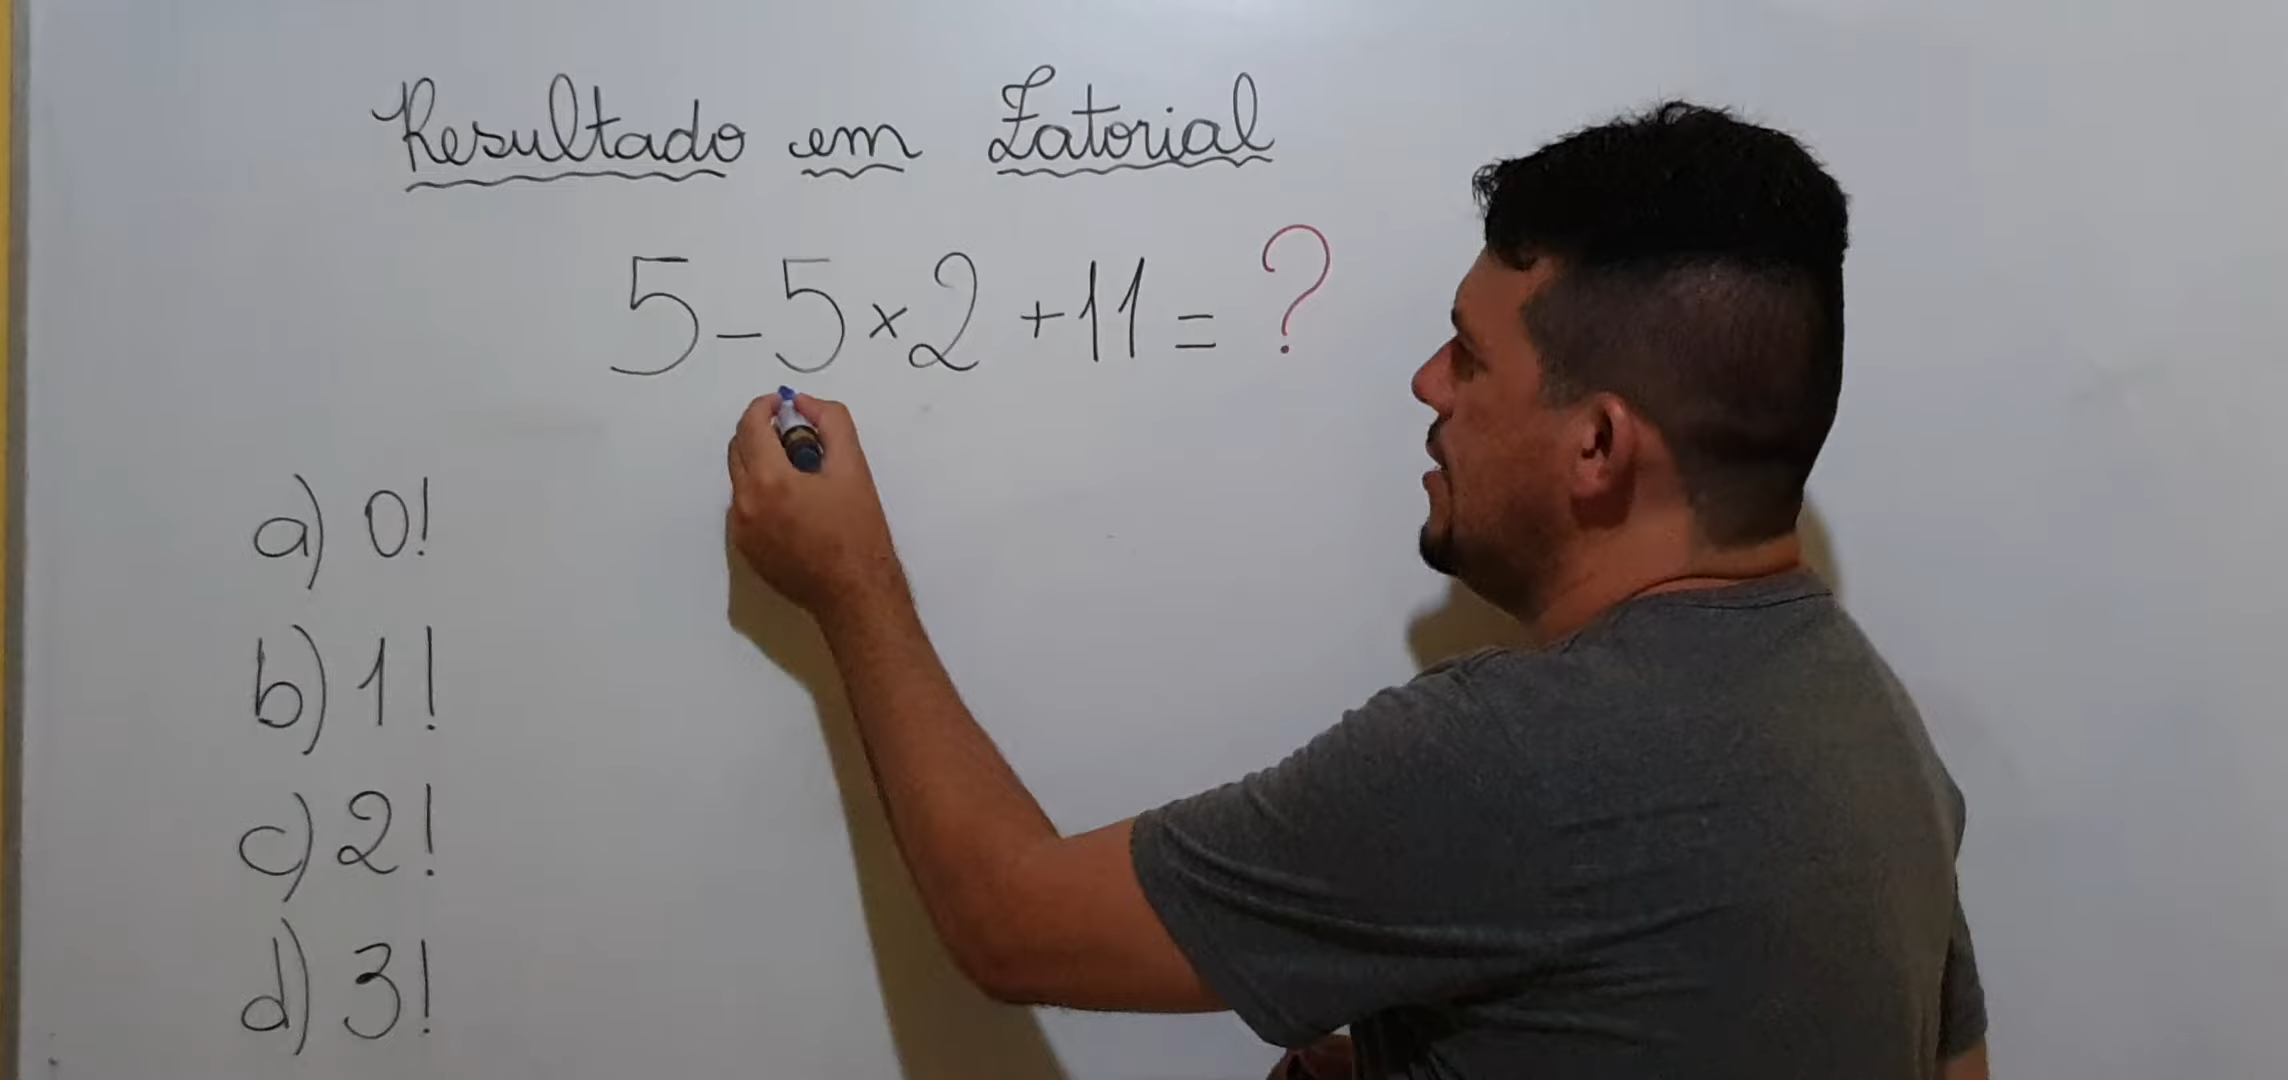 Resultado em Fatorial
5-5×2+11=?
a) 0!
b) 1!
c) 2!
d) 3!